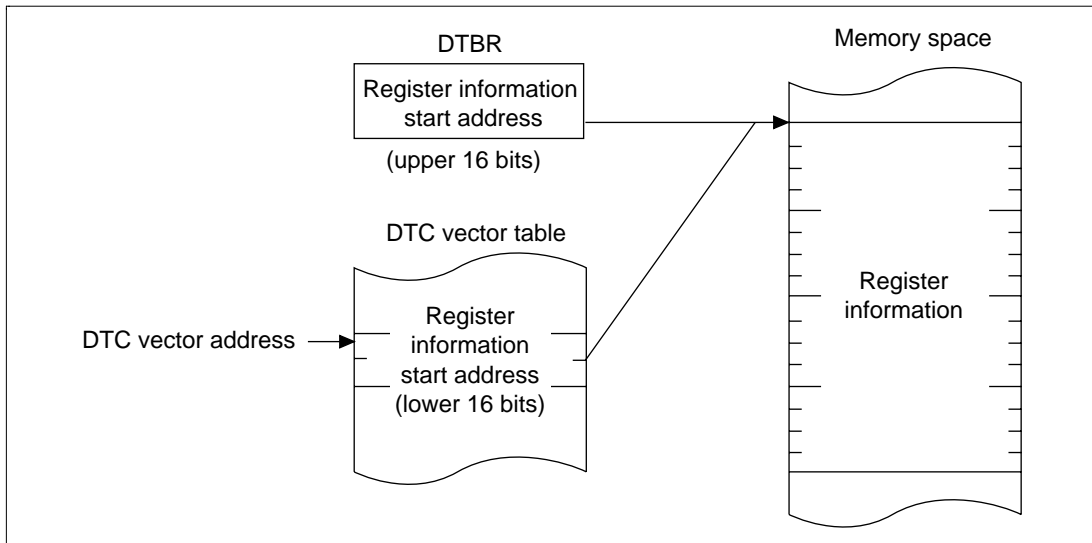 DTBR
Register information
start address
(upper 16 bits)
DTC vector table
DTC vector address
Register
information
start address
(lower 16 bits)
Memory space
Register
information